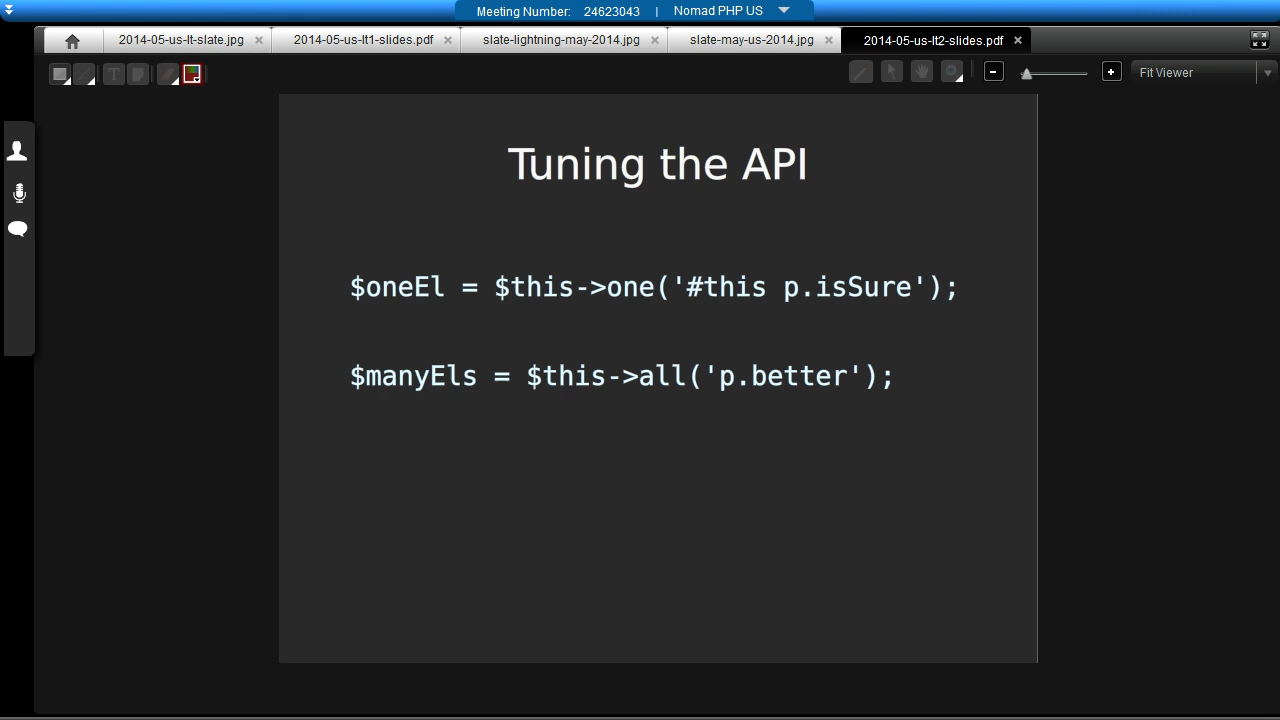 Meeting Number: 24623043 | Nomad PHP US
2014-05-us-lt-slate.jpg 2014-05-us-lt1-slides.pdf slate-lightning-may-2014.jpg slate-may-us-2014.jpg 2014-05-us-lt2-slides.pdf
T Fit Viewer
Tuning the API
$oneEl = $this->one('#this p.isSure');
$manyEls = $this->all('p.better');